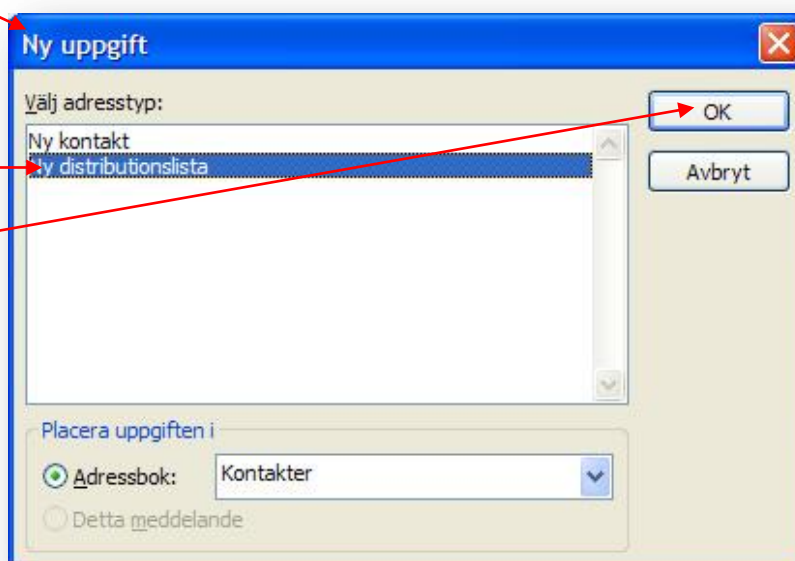 Ny uppgift
Välj adresstyp:
OK
Ny kontakt
Ny distributionslista
Avbryt
Placera uppgiften i
Adressbok:
Kontakter
Detta meddelande